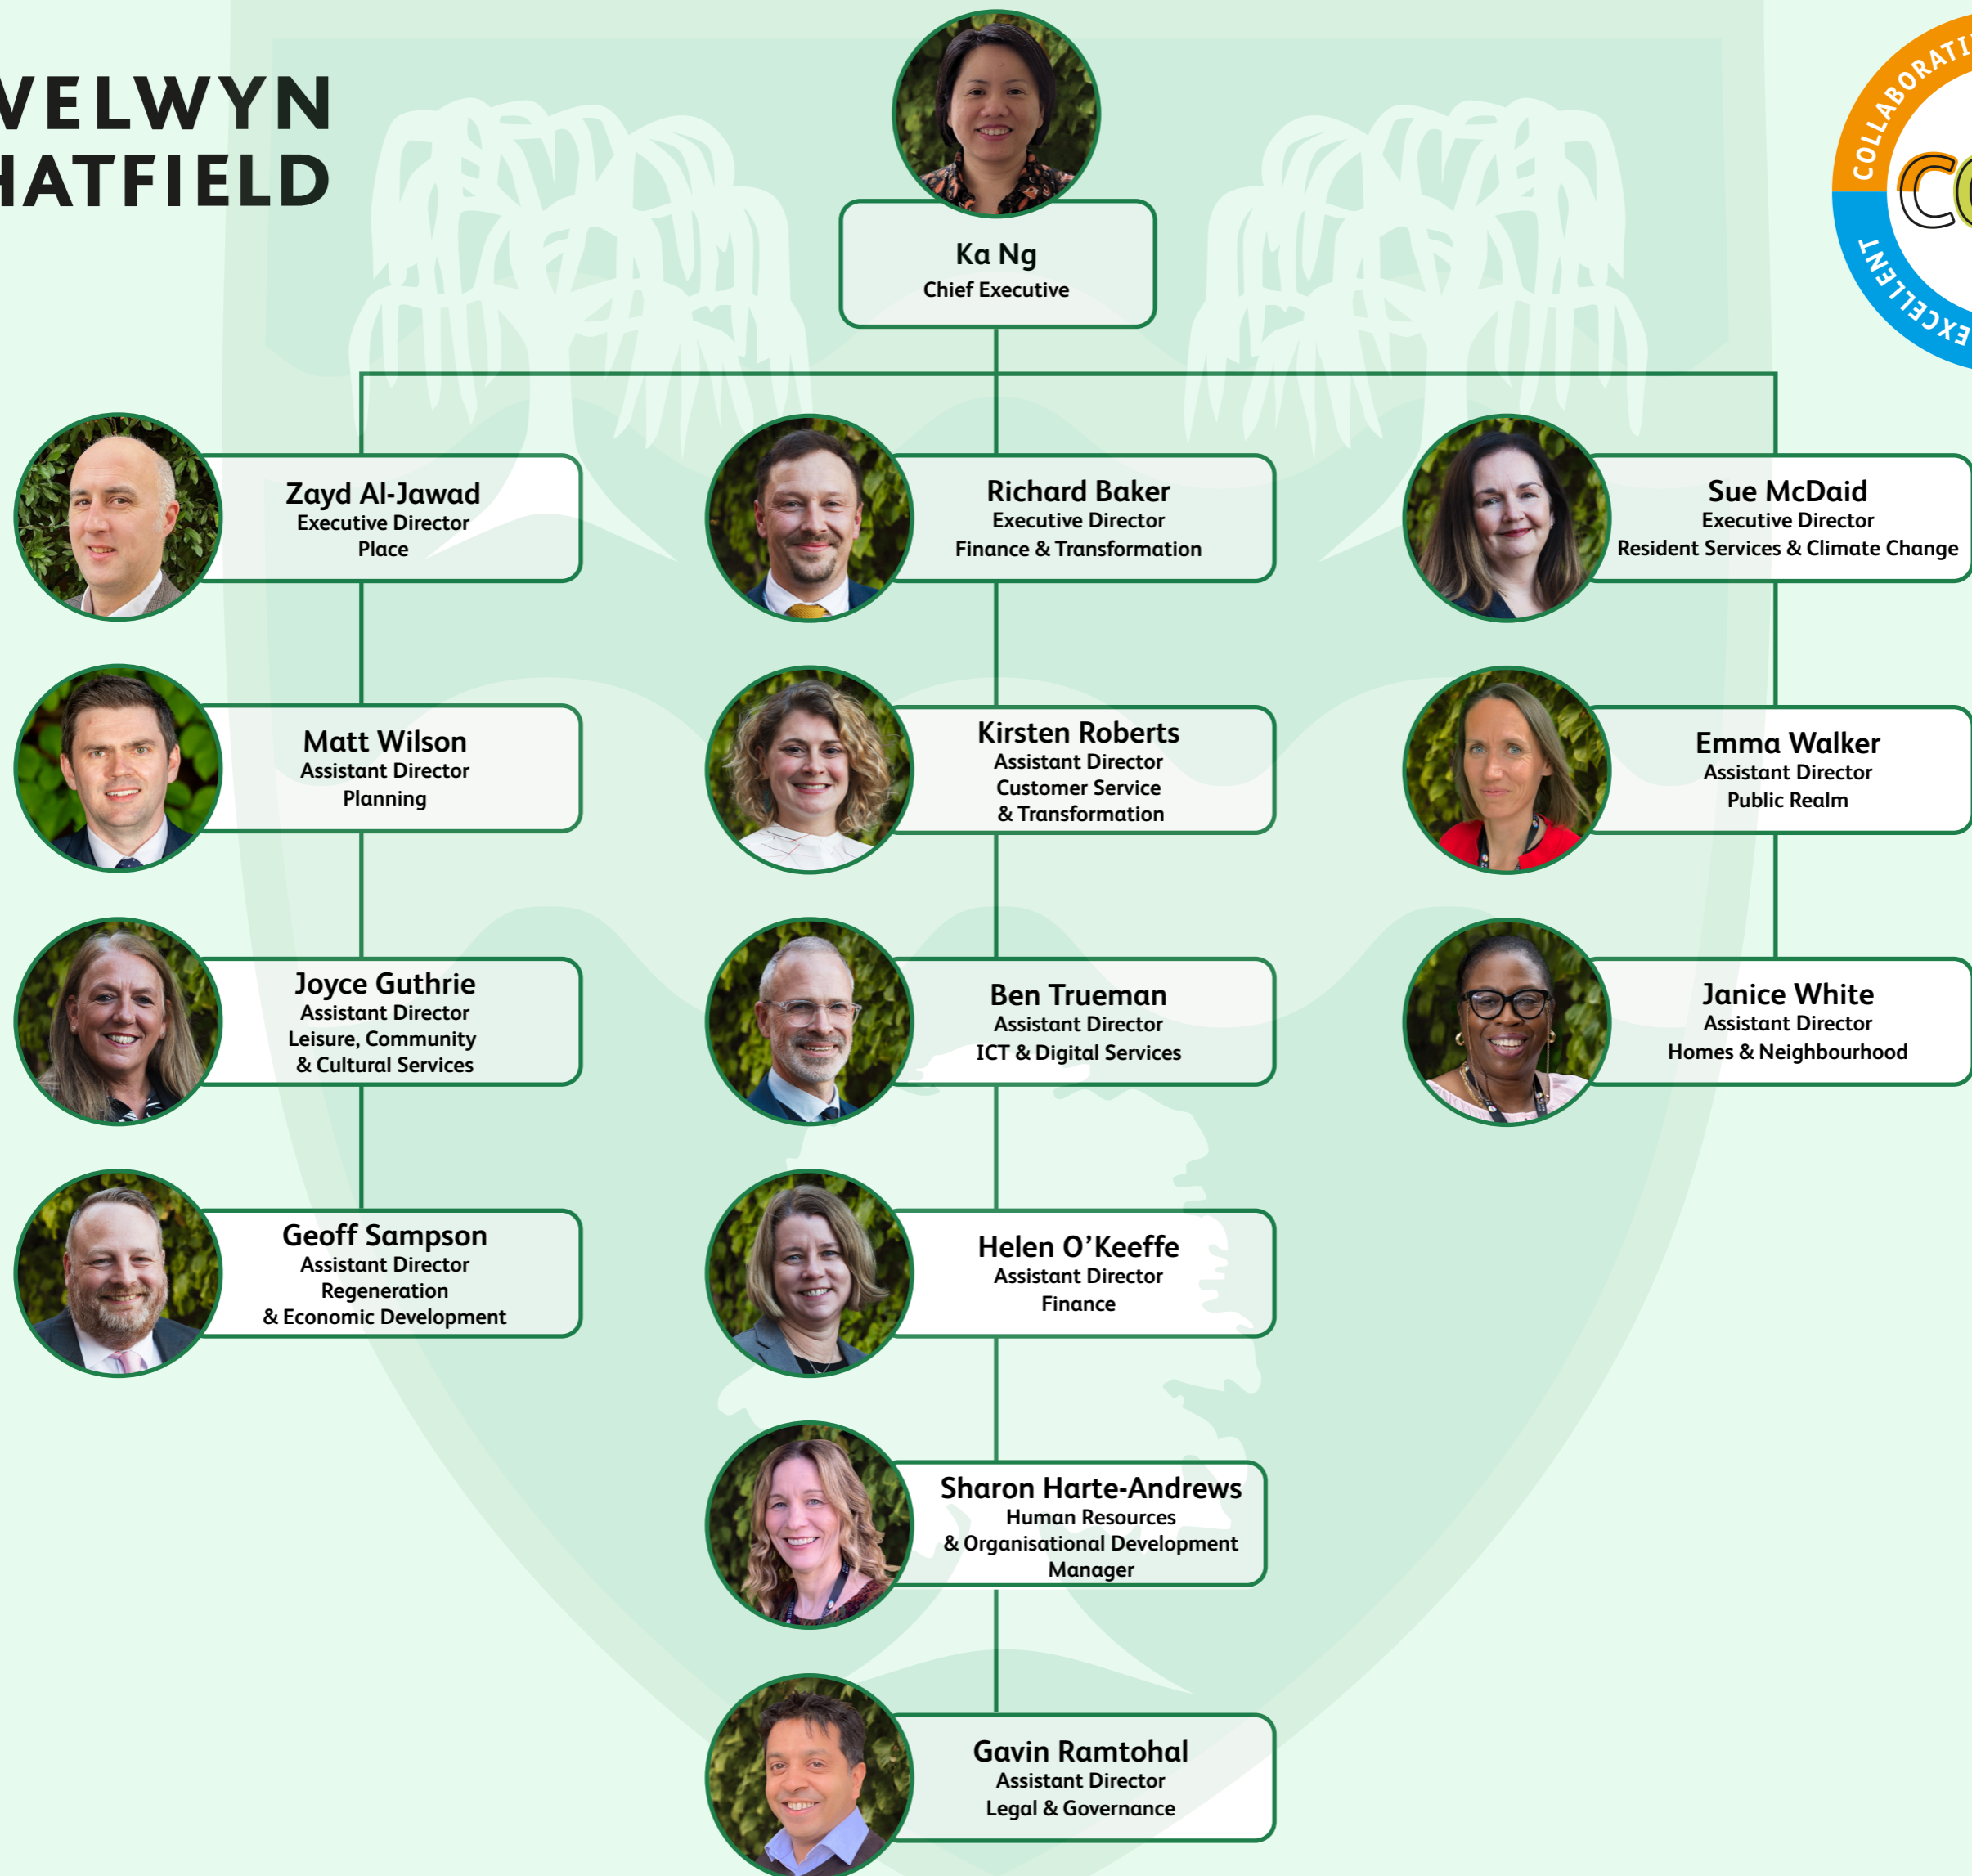 HATFIELD
COLLABORATI
EXCELLENT
Ka Ng
Chief Executive
Zayd Al-Jawad
Executive Director
Place
Richard Baker
Executive Director
Finance & Transformation
Sue McDaid
Executive Director
Resident Services & Climate Change
Matt Wilson
Assistant Director
Planning
Kirsten Roberts
Assistant Director
Customer Service
& Transformation
Emma Walker
Assistant Director
Public Realm
Joyce Guthrie
Assistant Director
Leisure, Community
& Cultural Services
Ben Trueman
Assistant Director
ICT & Digital Services
Janice White
Assistant Director
Homes & Neighbourhood
Geoff Sampson
Assistant Director
Regeneration
& Economic Development
Helen O’Keeffe
Assistant Director
Finance
Sharon Harte-Andrews
Human Resources
& Organisational Development
Manager
Gavin Ramtohal
Assistant Director
Legal & Governance